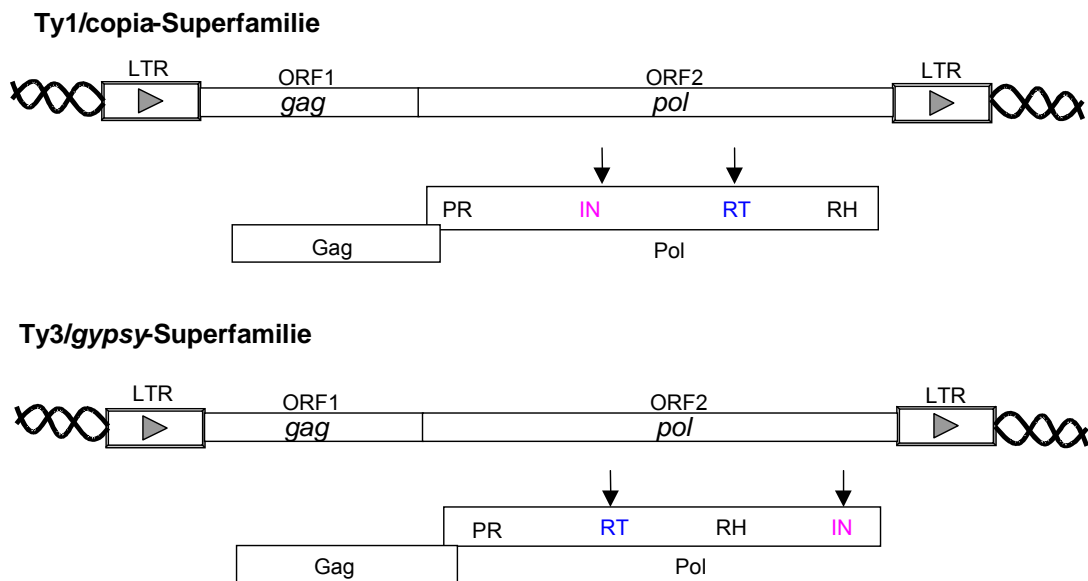 Ty1/copia-Superfamilie
LTR ORF1 ORF2 LTR
gag pol
PR IN RT RH
Gag Pol
Ty3/gypsy-Superfamilie
LTR ORF1 ORF2 LTR
gag pol
PR RT RH IN
Gag Pol